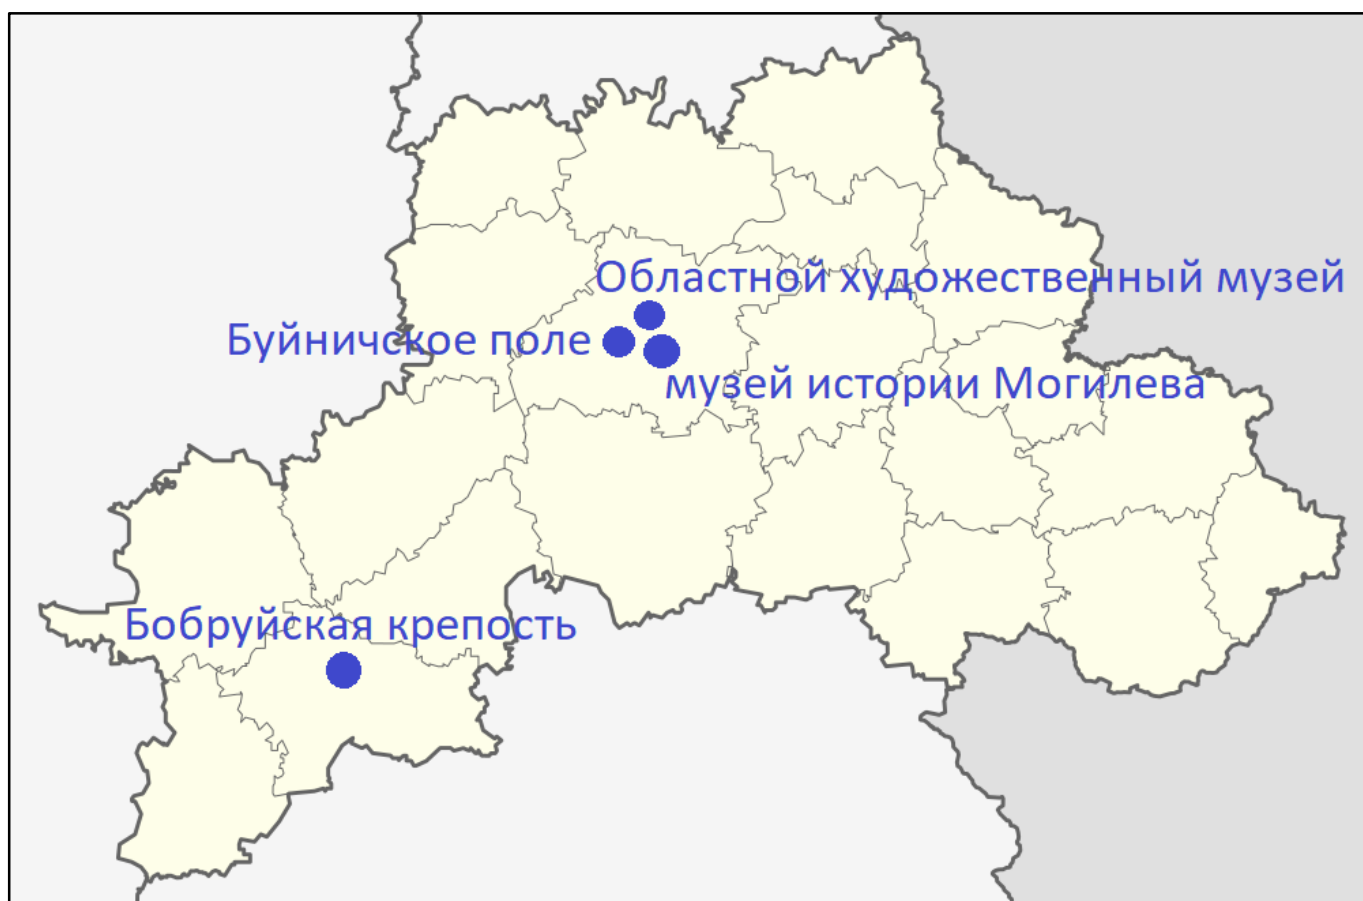 Областной художественный музей
Буйничское поле
музей истории Могилева
Бобруйская крепость